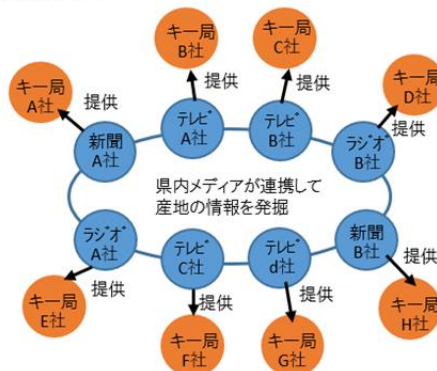 キー局
B社
キー局
C社
キー局
A社
提供
提供
キー局
D社
提供
テレビ
A社
テレビ
B社
提供
新聞
A社
ラジオ
B社
県内メディアが連携して
産地の情報を発掘
ラジオ
A社
テレビ
C社
テレビ
d社
新聞
B社
提供
提供
提供
提供
キー局
E社
キー局
F社
キー局
G社
キー局
H社